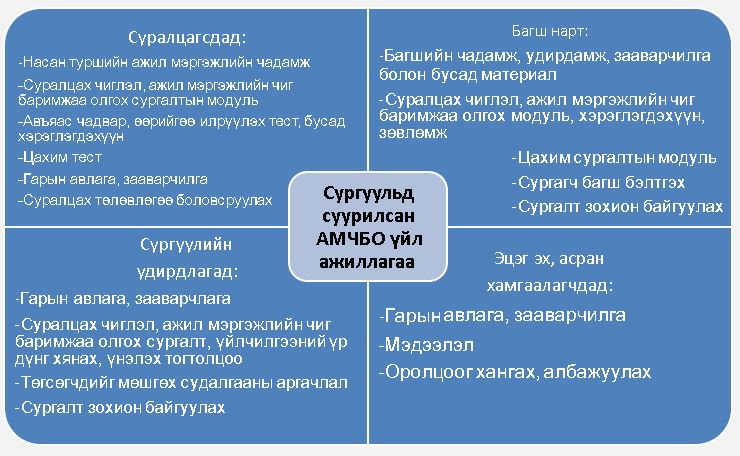 Суралцагсдад:
-Насан туршийн ажил мэргэжлийн чадамж
-Суралцах чиглэл, ажил мэргэжлийн чиг
баримжаа олгох сургалтын модуль
-Авъяас чадвар, өөрийгөө илрүүлэх тест, бусад
хэрэглэгдэхүүн
-Цахим тест
-Гарын авлага, зааварчилга
-Суралцах төлөвлөгөө боловсруулах
Багш нарт:
-Багшийн чадамж, удирдамж, зааварчилга
болон бусад материал
-Суралцах чиглэл, ажил мэргэжлийн чиг
баримжаа олгох модуль, хэрэглэгдэхүүн,
зөвлөмж
-Цахим сургалтын модуль
-Сургагч багш бэлтгэх
-Сургалт зохион байгуулах
Сургуульд
суурилсан
АМЧБО үйл
ажиллагаа
Сургуулийн
удирдлагад:
-Гарын авлага, зааварчлага
-Суралцах чиглэл, ажил мэргэжлийн чиг
баримжаа олгох сургалт, үйлчилгээний үр
дүнг хянах, үнэлэх тогтолцоо
-Төгсөгчдийг мөшгөх судалгааны аргачлал
-Сургалт зохион байгуулах
Эцэг эх, асран
хамгаалагчдад:
-Гарын авлага, зааварчилга
-Мэдээлэл
-Оролцоог хангах, албажуулах